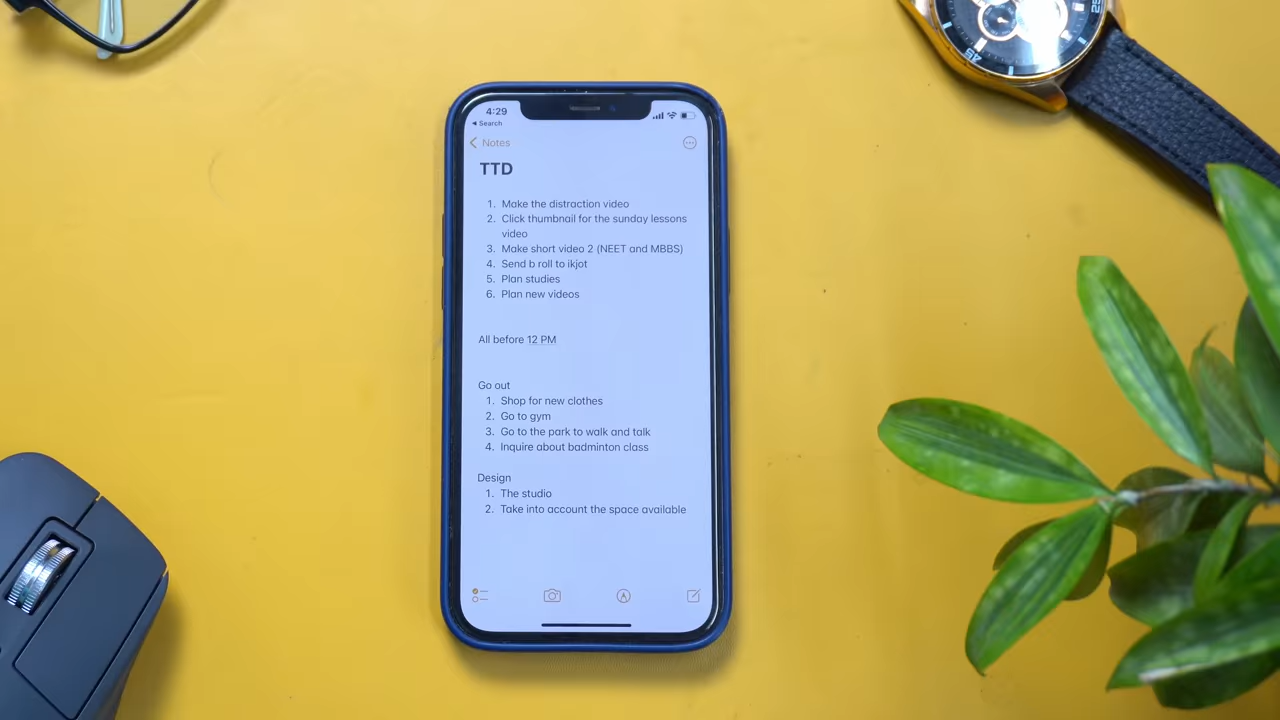 4:29
Search
Notes
TTD
1. Make the distraction video
2. Click thumbnail for the sunday lessons
video
3. Make short video 2 (NEET and MBBS)
4. Send b roll to ikjot
5. Plan studies
6. Plan new videos
All before 12 PM
Go out
1. Shop for new clothes
2. Go to gym
3. Go to the park to walk and talk
4. Inquire about badminton class
Design
1. The studio
2. Take into account the space available